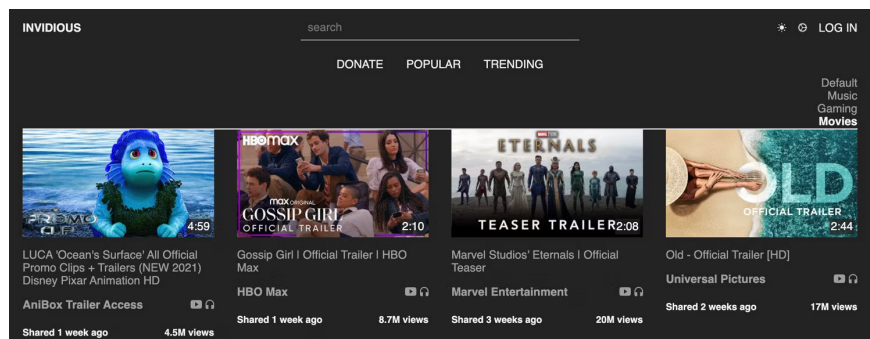 INVIDIOUS
search
LOG IN
DONATE POPULAR TRENDING
Default
Music
Gaming
Movies
PROMO
CLIPS
4:59
HBOmax
max ORIGINAL
GOSSIP GIRL
OFFICIAL TRAILER
2:10
MARVEL STUDIOS
ETERNALS
TEASER TRAILER
2:08
OLD
OFFICIAL TRAILER
2:44
LUCA 'Ocean's Surface' All Official
Promo Clips + Trailers (NEW 2021)
Disney Pixar Animation HD
AniBox Trailer Access
Shared 1 week ago 4.5M views
Gossip Girl | Official Trailer | HBO
Max
HBO Max
Shared 1 week ago 8.7M views
Marvel Studios' Eternals | Official
Teaser
Marvel Entertainment
Shared 3 weeks ago 20M views
Old - Official Trailer [HD]
Universal Pictures
Shared 2 weeks ago 17M views